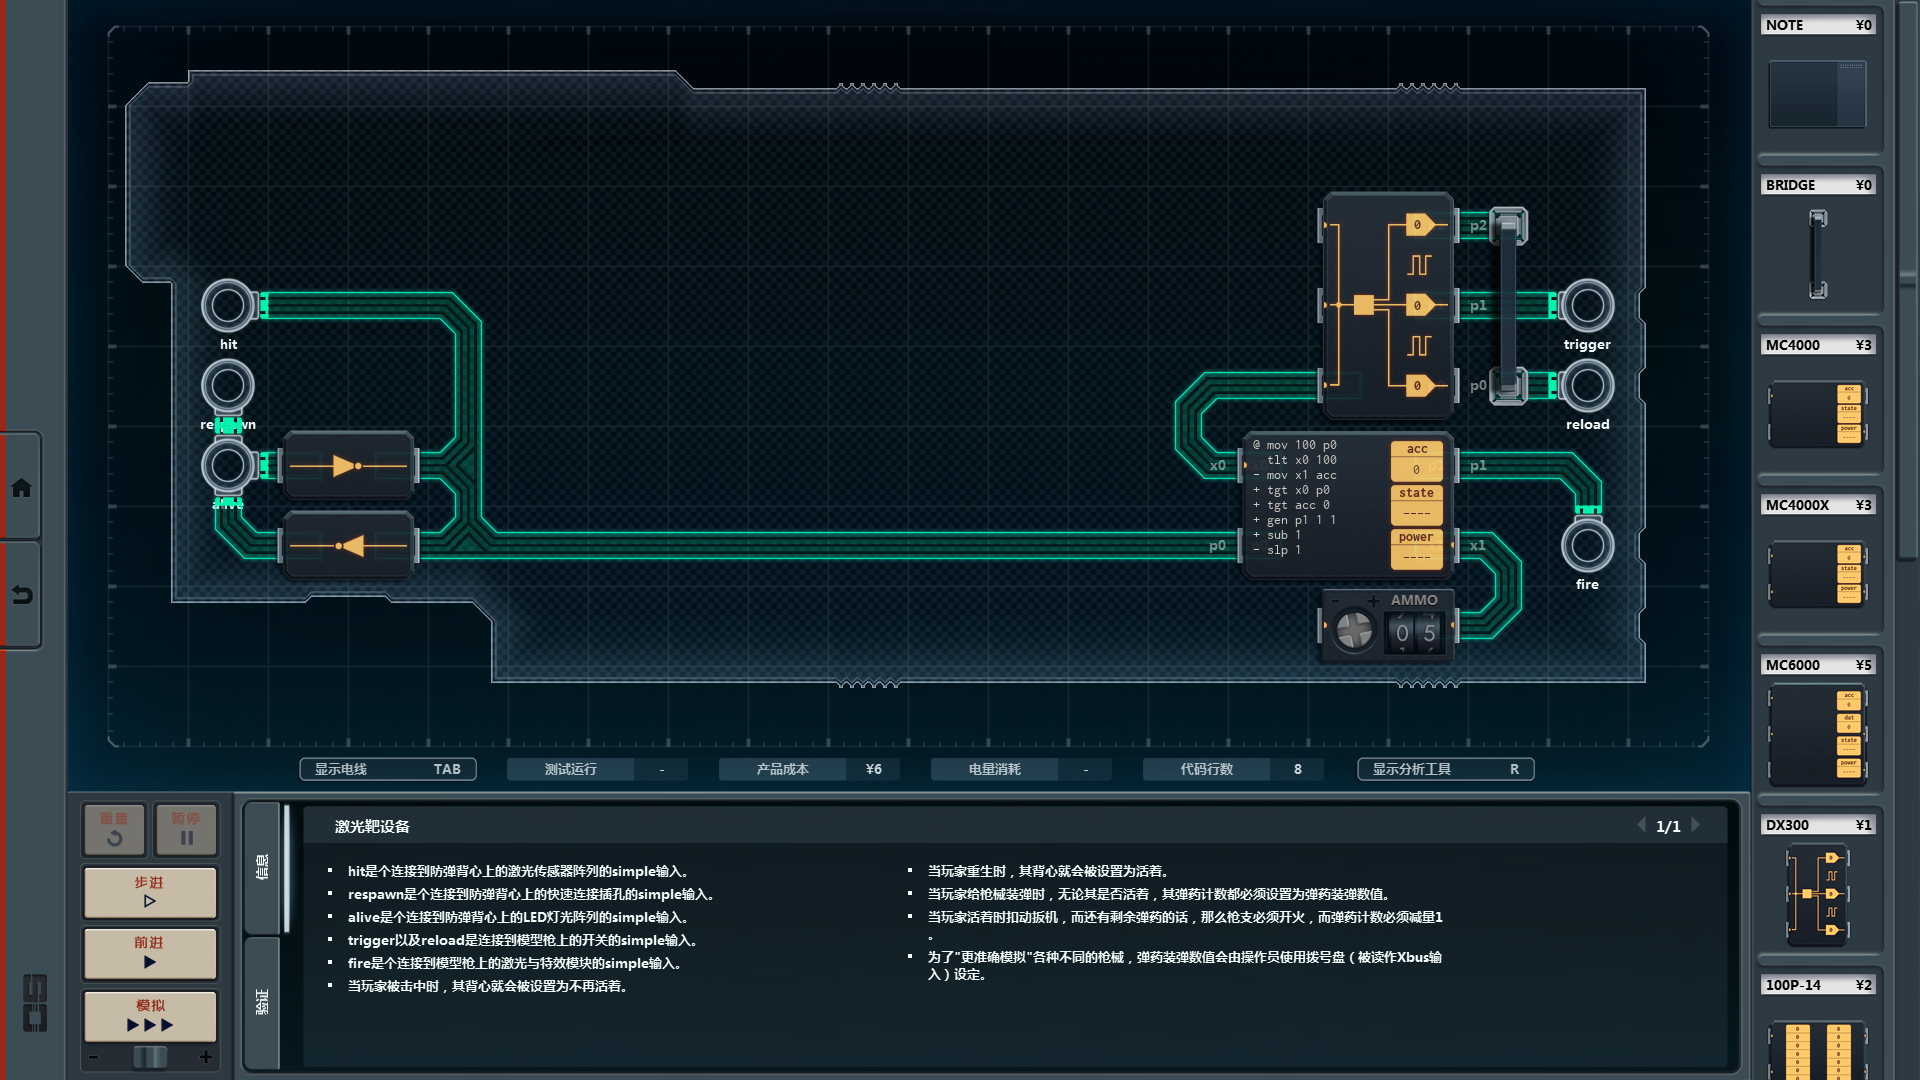 hit
respawn
alive
p2
p1
p0
trigger
reload
fire
x0
p0
p1
x1
@ mov 100 p0
tlt x0 100
- mov x1 acc
+ tgt x0 p0
+ tgt acc 0
+ gen p1 1 1
+ sub 1
- slp 1
acc
0
state
----
power
----
0
0
0
- + AMMO
05
NOTE ¥0
BRIDGE ¥0
MC4000 ¥3
MC4000X ¥3
MC6000 ¥5
DX300 ¥1
100P-14 ¥2
显示电线 TAB
测试运行 -
产品成本 ¥6
电量消耗 -
代码行数 8
显示分析工具 R
重置
暂停
步进
前进
模拟
- +
信息
验证
激光靶设备
1/1
▪ hit是个连接到防弹背心上的激光传感器阵列的simple输入。
▪ respawn是个连接到防弹背心上的快速连接插孔的simple输入。
▪ alive是个连接到防弹背心上的LED灯光阵列的simple输入。
▪ trigger以及reload是连接到模型枪上的开关的simple输入。
▪ fire是个连接到模型枪上的激光与特效模块的simple输入。
▪ 当玩家被击中时，其背心就会被设置为不再活着。
▪ 当玩家重生时，其背心就会被设置为活着。
▪ 当玩家给枪械装弹时，无论其是否活着，其弹药计数都必须设置为弹药装弹数值。
▪ 当玩家活着时扣动扳机，而还有剩余弹药的话，那么枪支必须开火，而弹药计数必须减量1
。
▪ 为了"更准确模拟"各种不同的枪械，弹药装弹数值会由操作员使用拨号盘（被读作Xbus输
入）设定。